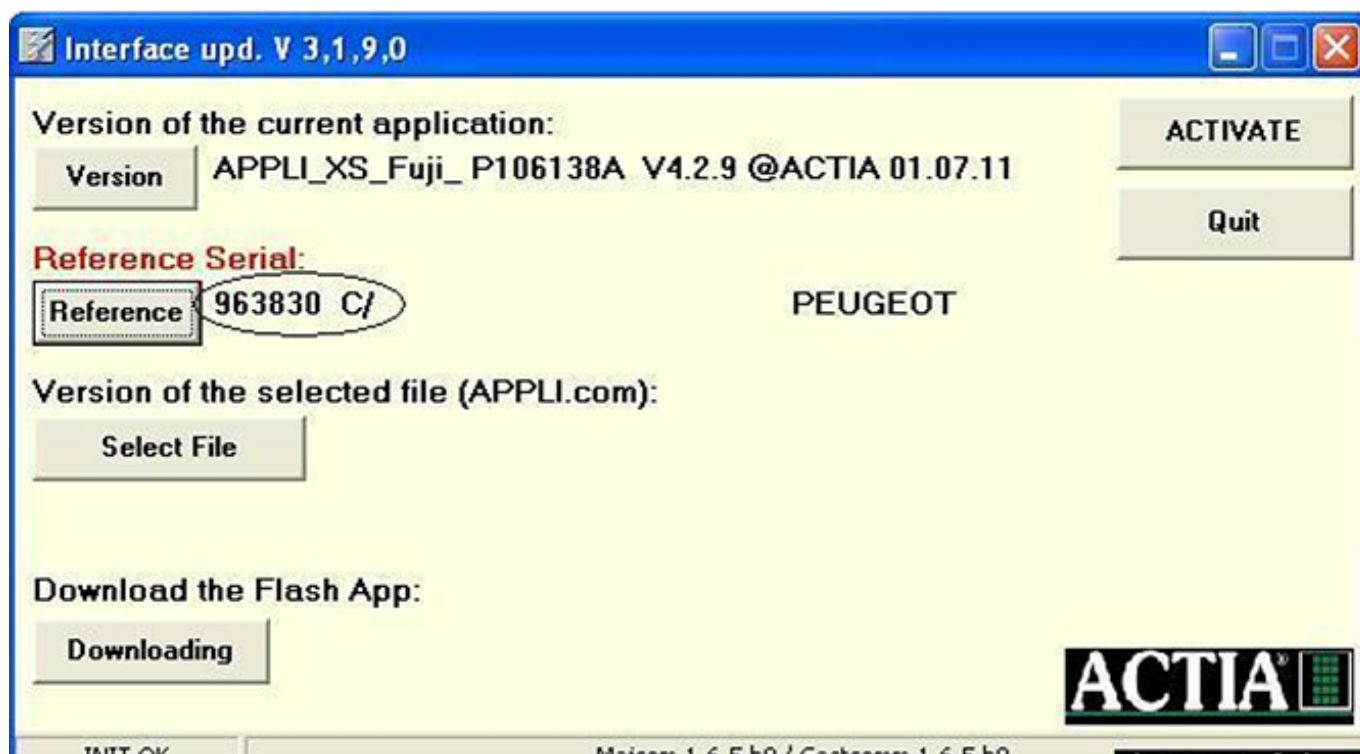 Interface upd. V 3,1,9,0
Version of the current application:
ACTIVATE
Version APPLI_XS_Fuji_ P106138A V4.2.9 @ACTIA 01.07.11
Quit
Reference Serial:
Reference 963830 C/ PEUGEOT
Version of the selected file (APPLI.com):
Select File
Download the Flash App:
Downloading
ACTIA®
INIT OK